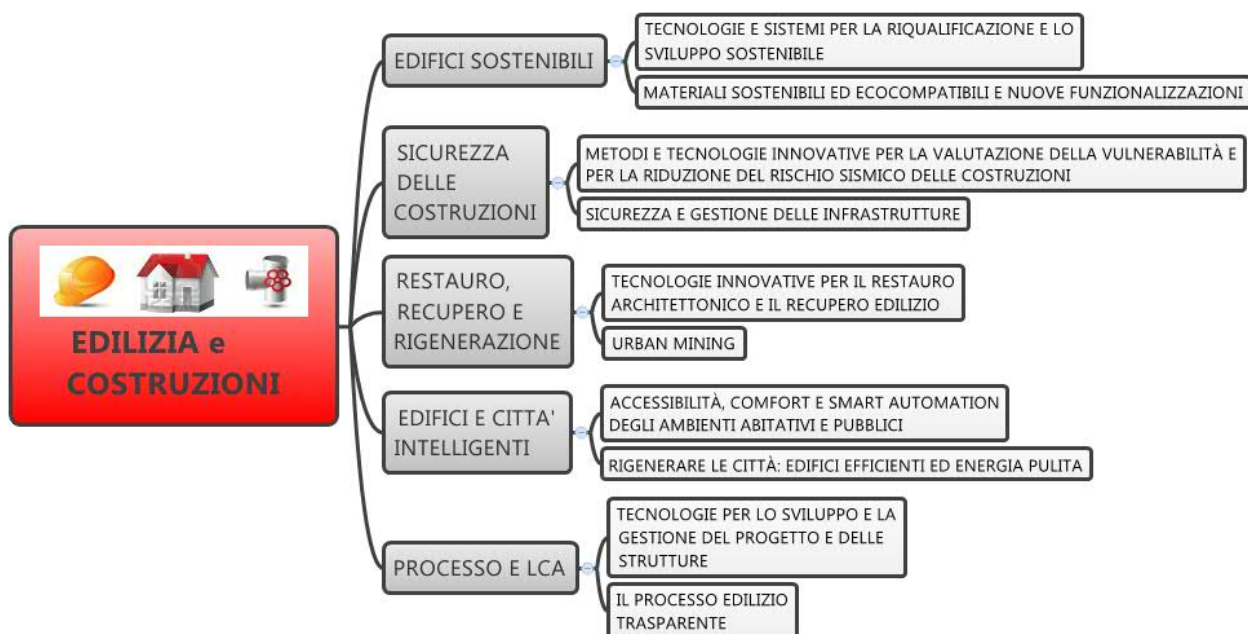 EDILIZIA e
COSTRUZIONI
EDIFICI SOSTENIBILI
TECNOLOGIE E SISTEMI PER LA RIQUALIFICAZIONE E LO
SVILUPPO SOSTENIBILE
MATERIALI SOSTENIBILI ED ECOCOMPATIBILI E NUOVE FUNZIONALIZZAZIONI
SICUREZZA
DELLE
COSTRUZIONI
METODI E TECNOLOGIE INNOVATIVE PER LA VALUTAZIONE DELLA VULNERABILITÀ E
PER LA RIDUZIONE DEL RISCHIO SISMICO DELLE COSTRUZIONI
SICUREZZA E GESTIONE DELLE INFRASTRUTTURE
RESTAURO,
RECUPERO E
RIGENERAZIONE
TECNOLOGIE INNOVATIVE PER IL RESTAURO
ARCHITETTONICO E IL RECUPERO EDILIZIO
URBAN MINING
EDIFICI E CITTA'
INTELLIGENTI
ACCESSIBILITÀ, COMFORT E SMART AUTOMATION
DEGLI AMBIENTI ABITATIVI E PUBBLICI
RIGENERARE LE CITTÀ: EDIFICI EFFICIENTI ED ENERGIA PULITA
PROCESSO E LCA
TECNOLOGIE PER LO SVILUPPO E LA
GESTIONE DEL PROGETTO E DELLE
STRUTTURE
IL PROCESSO EDILIZIO
TRASPARENTE